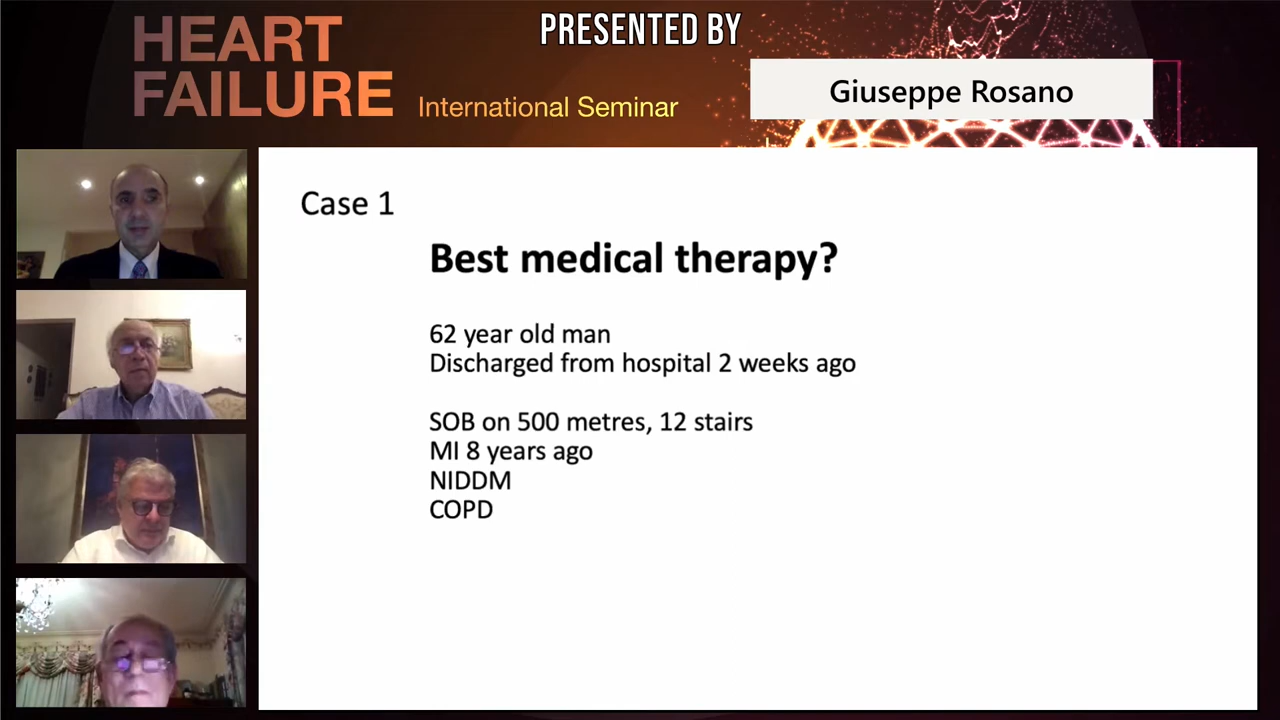 HEART
FAILURE
International Seminar
PRESENTED BY
Giuseppe Rosano
Case 1
Best medical therapy?
62 year old man
Discharged from hospital 2 weeks ago
SOB on 500 metres, 12 stairs
MI 8 years ago
NIDDM
COPD